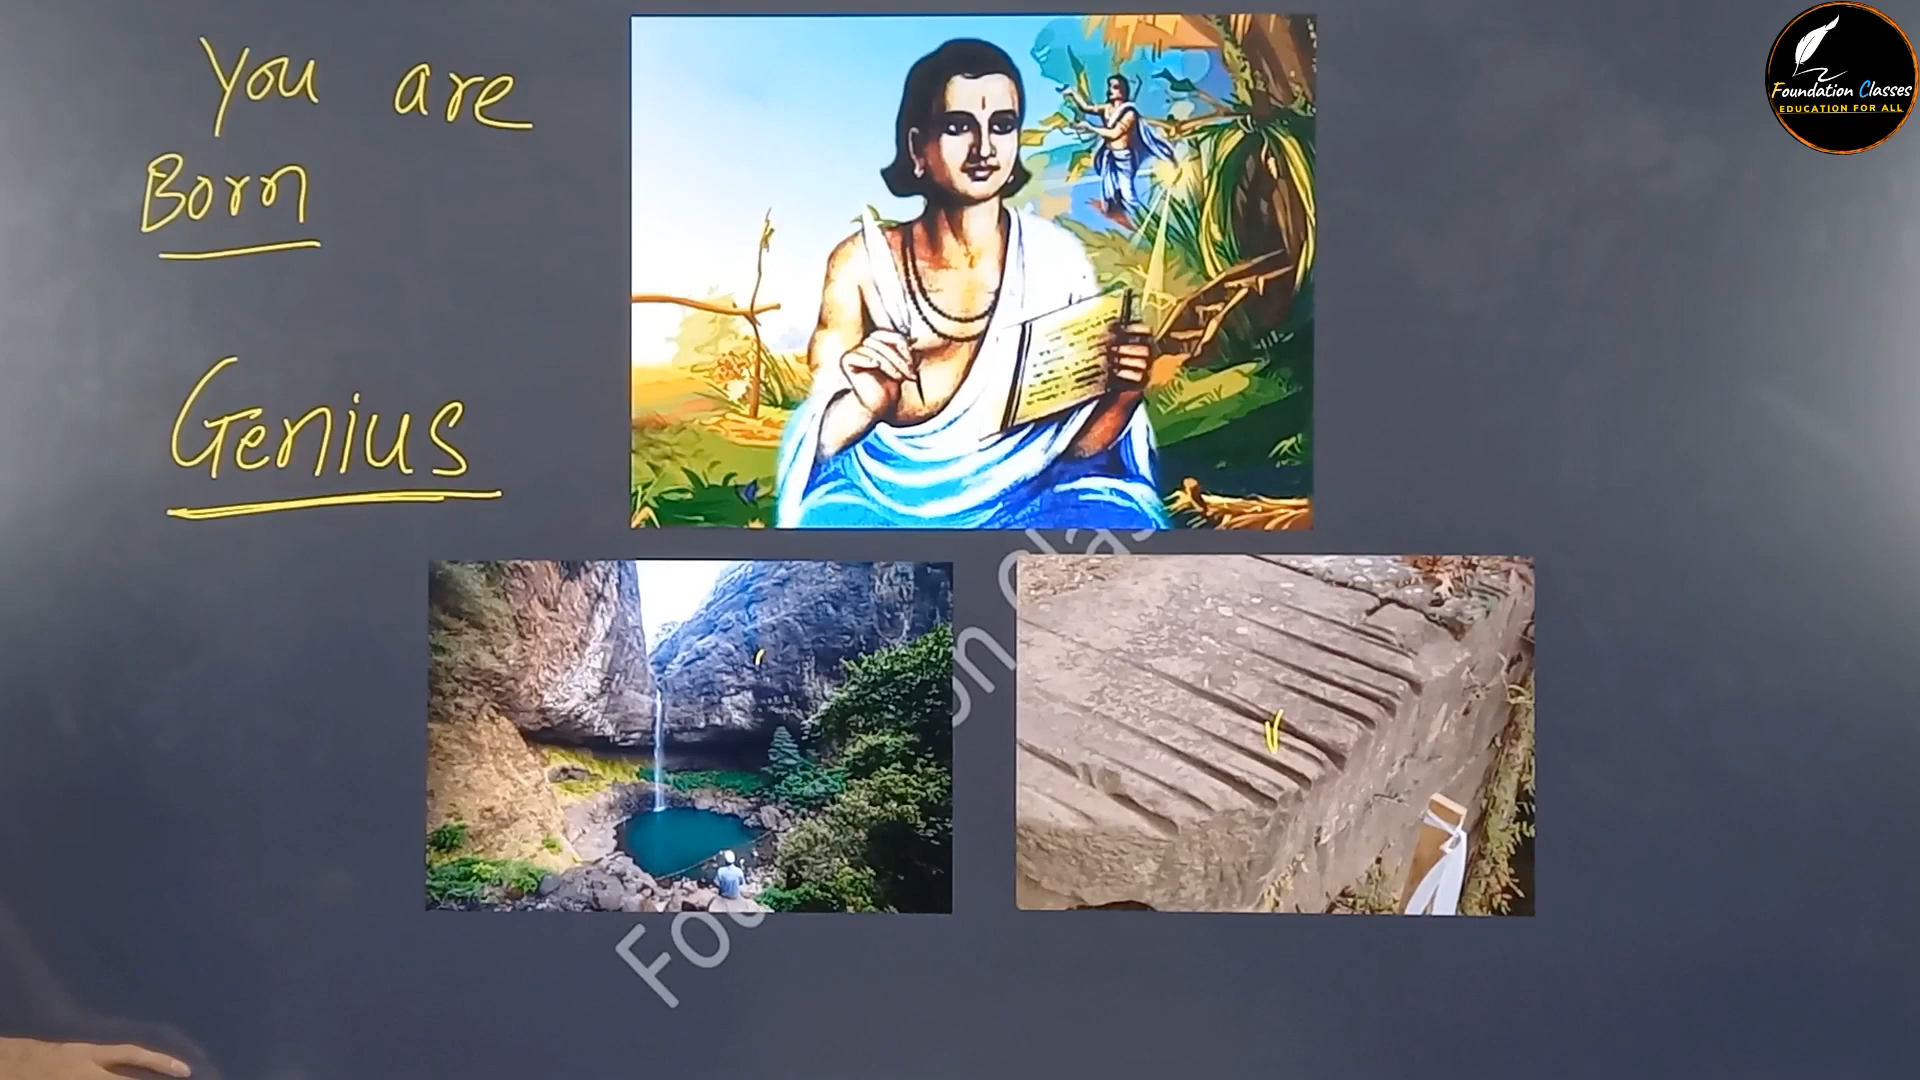 You are
Born
Genius
Foundation Classes
EDUCATION FOR ALL